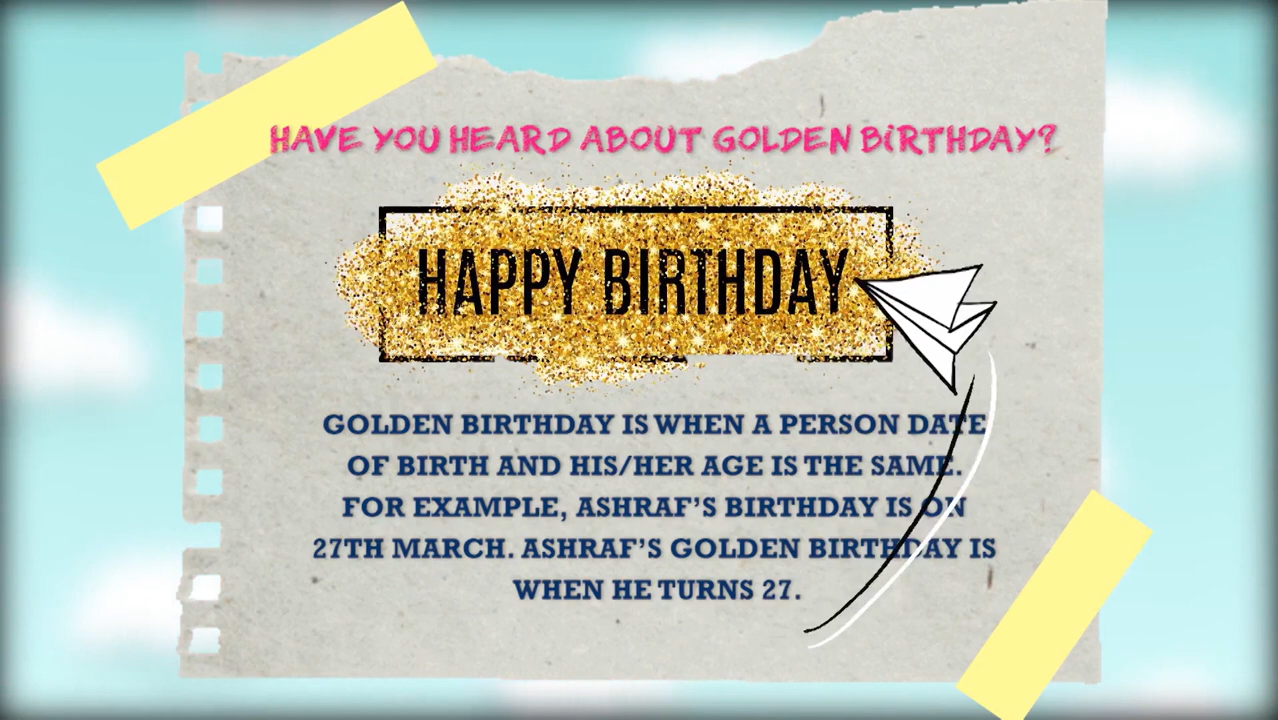 HAVE YOU HEARD ABOUT GOLDEN BIRTHDAY?
HAPPY BIRTHDAY
GOLDEN BIRTHDAY IS WHEN A PERSON DATE
OF BIRTH AND HIS/HER AGE IS THE SAME.
FOR EXAMPLE, ASHRAF'S BIRTHDAY IS ON
27TH MARCH. ASHRAF'S GOLDEN BIRTHDAY IS
WHEN HE TURNS 27.